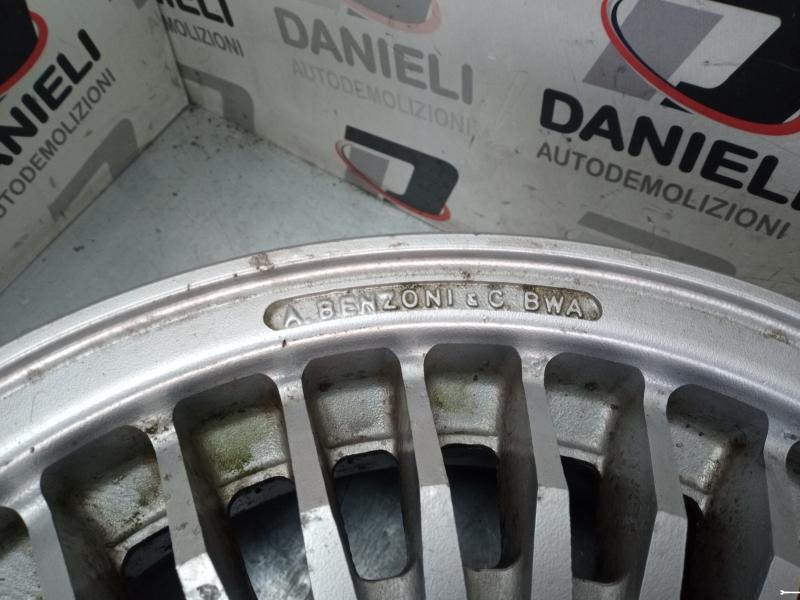 DANIELI
AUTODEMOLIZIONI
DANIELI
AUTODEMOLIZIONI
DANIELI
AUTODEMOLIZIONI
A. BENZONI & C. BWA